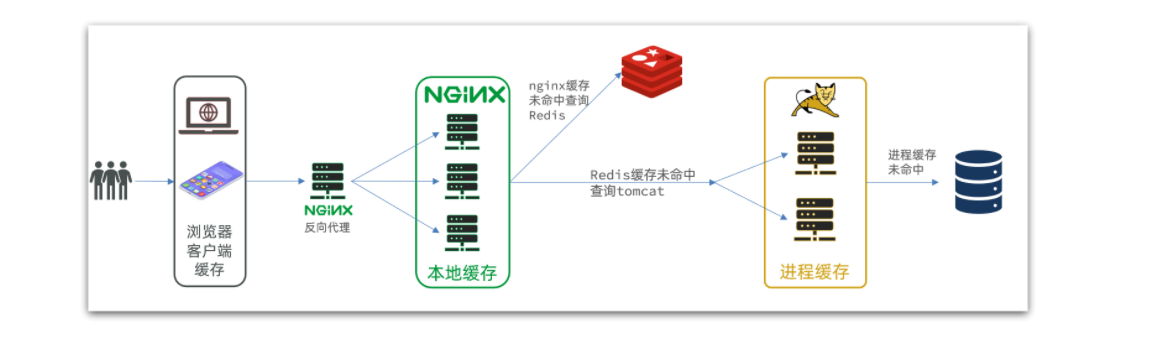 浏览器
客户端
缓存
NGINX
反向代理
NGINX
本地缓存
nginx缓存
未命中查询
Redis
Redis缓存未命中
查询tomcat
进程缓存
进程缓存
未命中